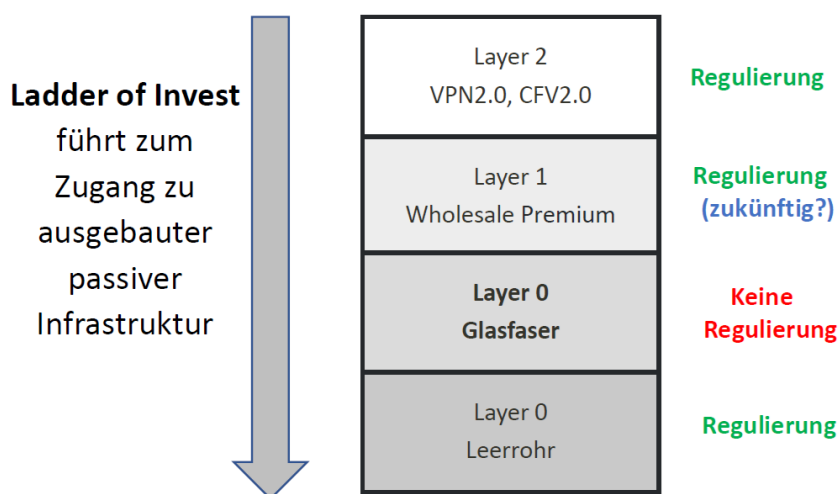 Ladder of Invest
führt zum
Zugang zu
ausgebauter
passiver
Infrastruktur
Layer 2
VPN2.0, CFV2.0
Regulierung
Layer 1
Wholesale Premium
Regulierung
(zukünftig?)
Layer 0
Glasfaser
Keine
Regulierung
Layer 0
Leerrohr
Regulierung